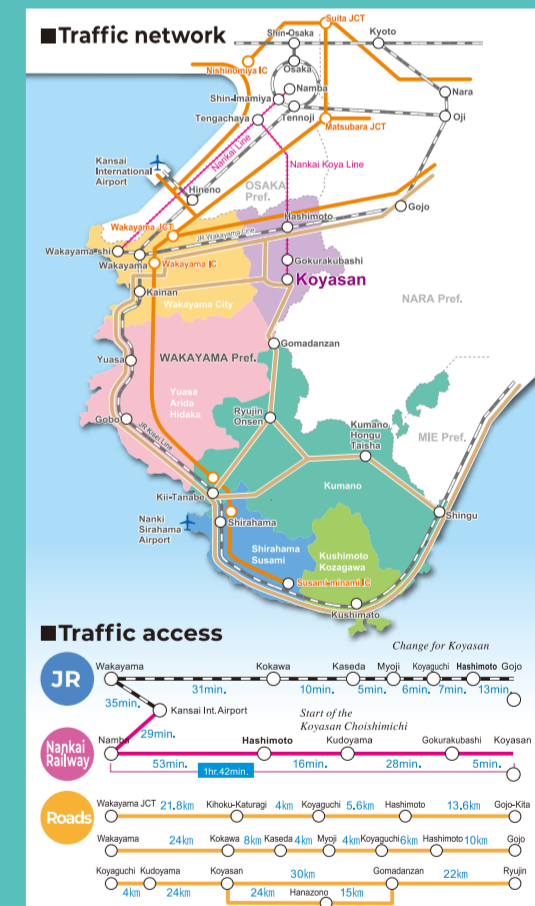 ■Traffic network
Suita JCT
Shin-Osaka
Kyoto
Nishinomiya IC
Osaka
Namba
Shin-Imamiya
Nara
Tengachaya
Tennoji
Oji
Matsubara JCT
Nankai Line
Nankai Koya Line
Kansai
International
Airport
Hineno
OSAKA
Pref.
Gojo
Hashimoto
Wakayama JCT
JR Wakayama Line
Wakayama-shi
Wakayama
Wakayama IC
Gokurakubashi
Koyasan
Kainan
NARA Pref.
Wakayama City
Gomadanzan
Yuasa
WAKAYAMA Pref.
Yuasa
Arida
Hidaka
Ryujin
Onsen
Gobo
JR Kisei Line
Kumano
Hongu
Taisha
MIE Pref.
Kumano
Kii-Tanabe
Shingu
Nanki
Sirahama
Airport
Shirahama
Shirahama
Susami
Kushimoto
Kozagawa
Susami-minami IC
Kushimato
■Traffic access
Change for Koyasan
JR
Wakayama Kokawa Kaseda Myoji Koyaguchi Hashimoto Gojo
31min. 10min. 5min. 6min. 7min. 13min.
35min.
Kansai Int. Airport
29min.
Start of the
Koyasan Choishimichi
Nankai
Railway
Namba Hashimoto Kudoyama Gokurakubashi Koyasan
53min. 16min. 28min. 5min.
1hr.42min.
Roads
Wakayama JCT 21.8km Kihoku-Katuragi 4km Koyaguchi 5.6km Hashimoto 13.6km Gojo-Kita
Wakayama 24km Kokawa 8km Kaseda 4km Myoji 4km Koyaguchi 6km Hashimoto 10km Gojo
Koyaguchi Kudoyama Koyasan 30km Gomadanzan 22km Ryujin
4km 24km 24km Hanazono 15km